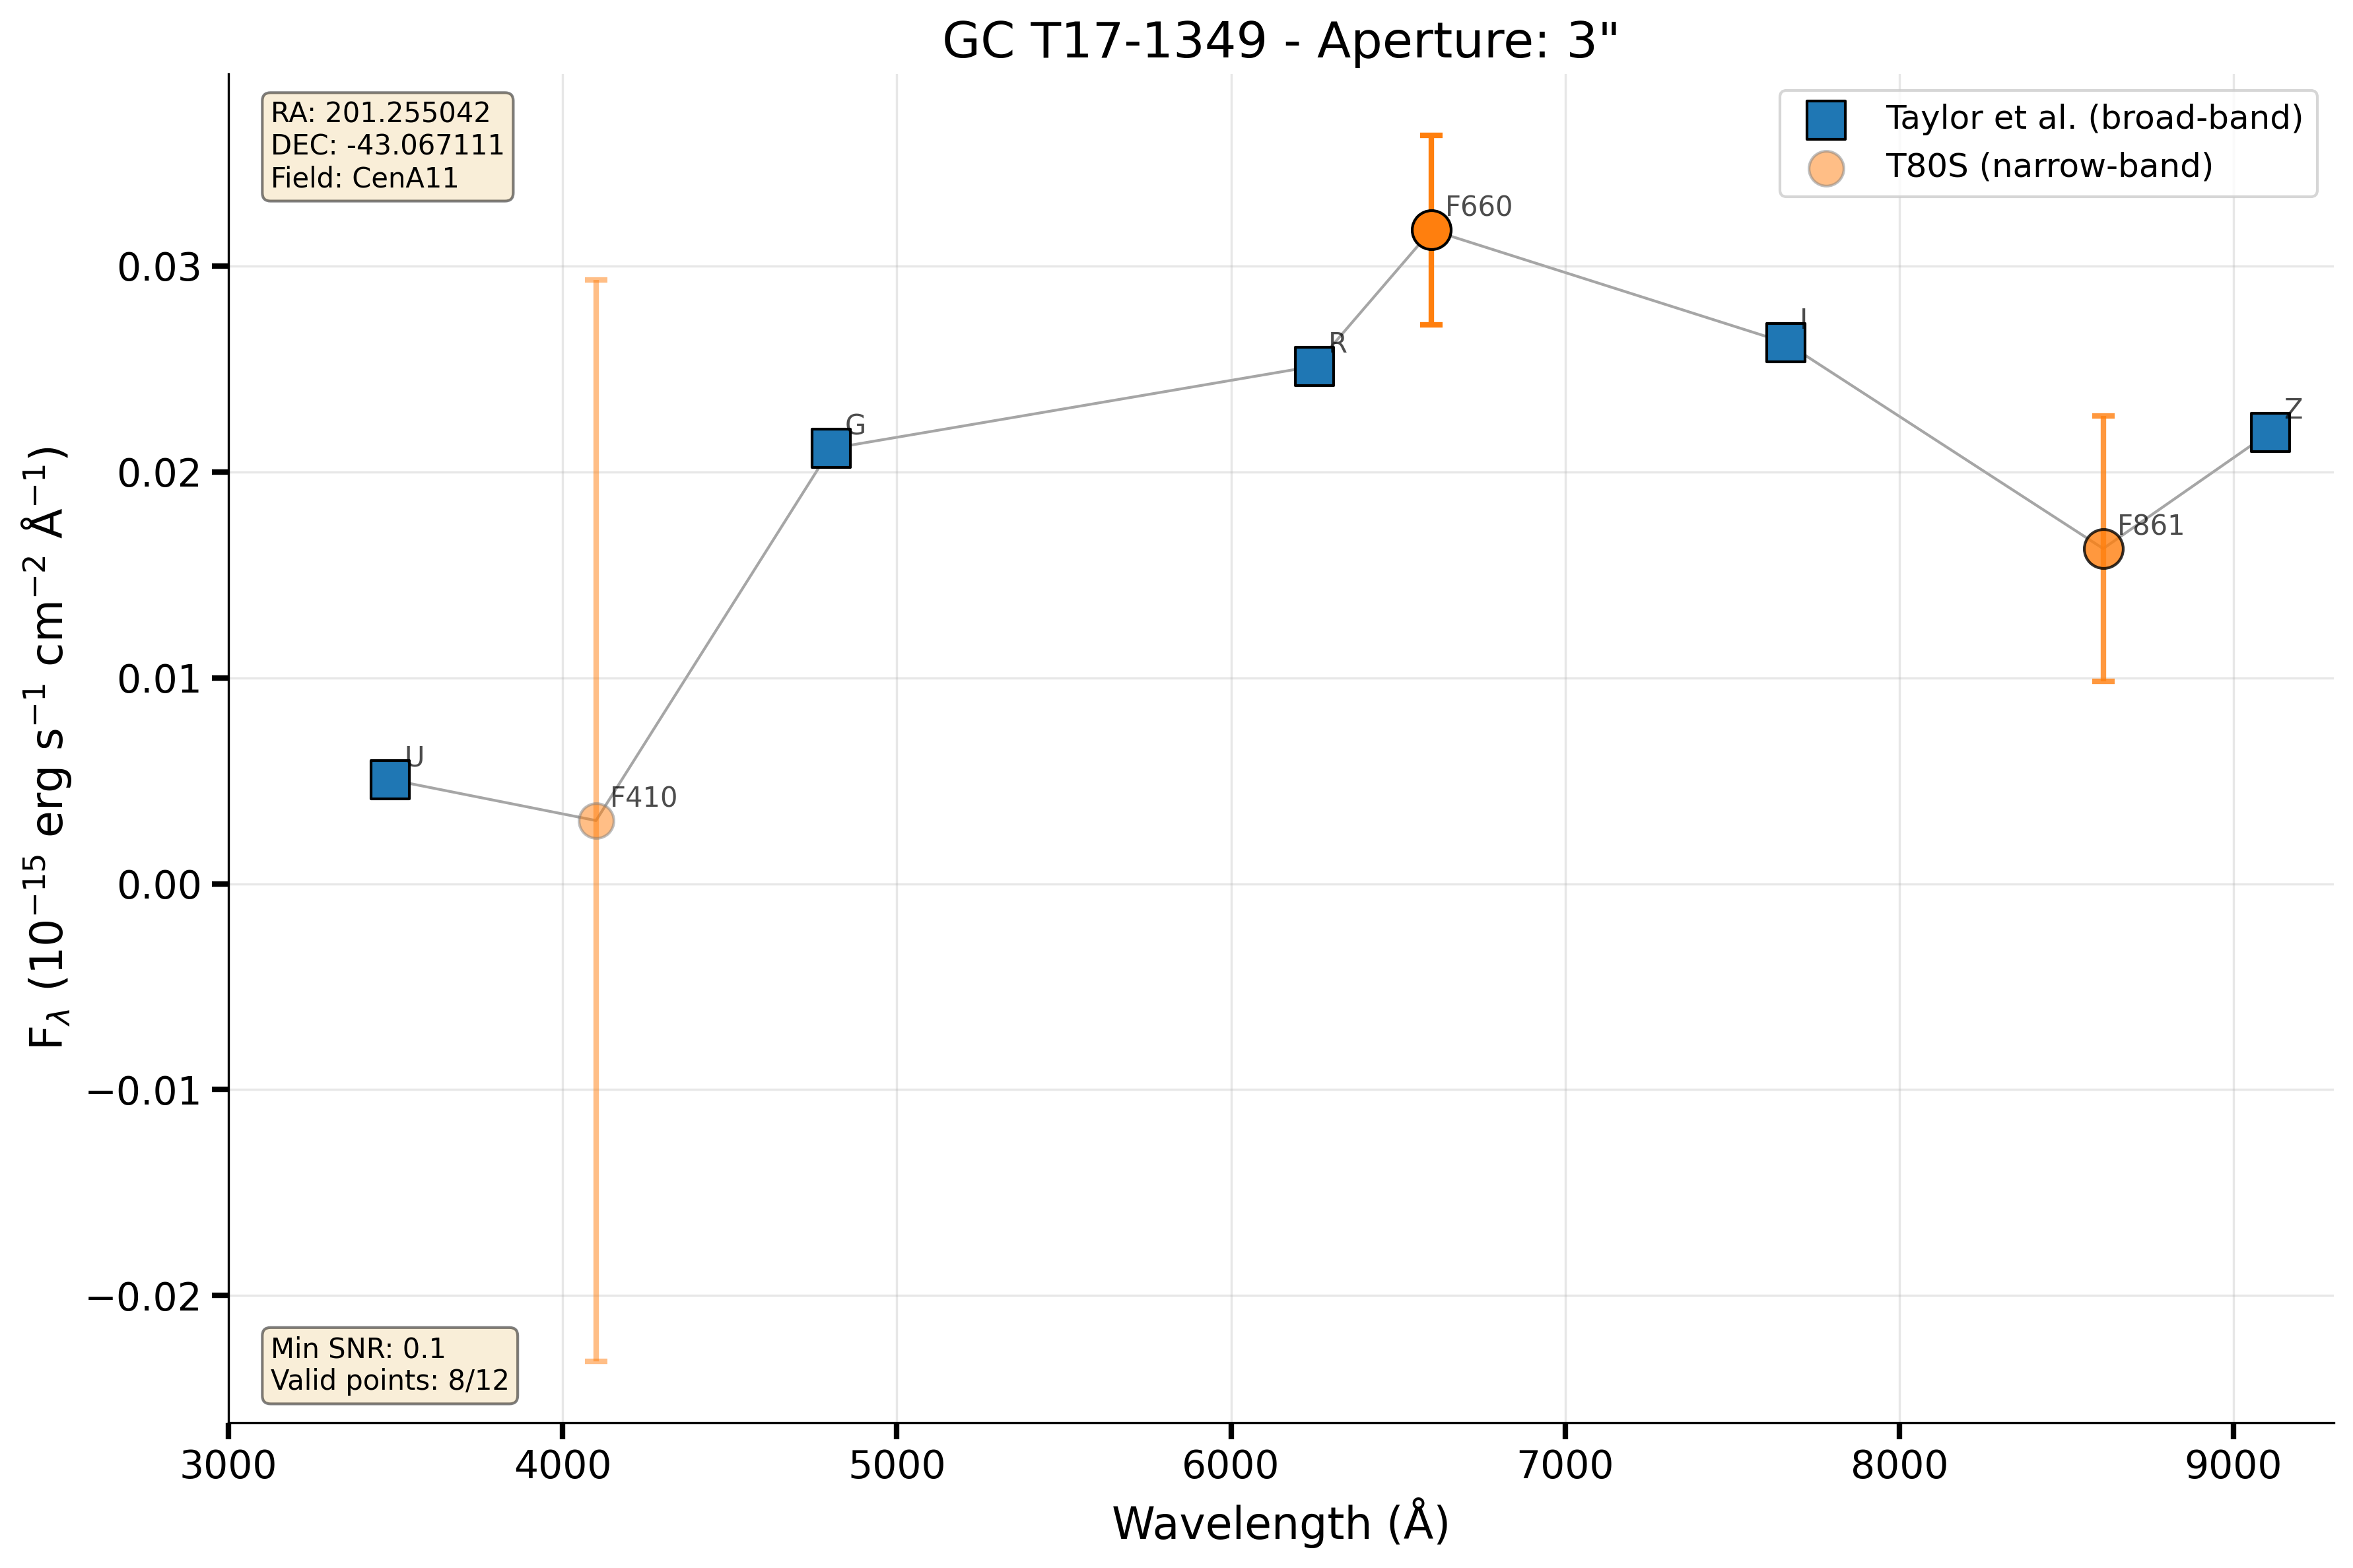 GC T17-1349 - Aperture: 3"
RA: 201.255042
DEC: -43.067111
Field: CenA11
Taylor et al. (broad-band)
T80S (narrow-band)
F660
R
I
G
Z
F861
U
F410
0.03
0.02
0.01
0.00
−0.01
−0.02
F_λ (10⁻¹⁵ erg s⁻¹ cm⁻² Å⁻¹)
Min SNR: 0.1
Valid points: 8/12
3000 4000 5000 6000 7000 8000 9000
Wavelength (Å)